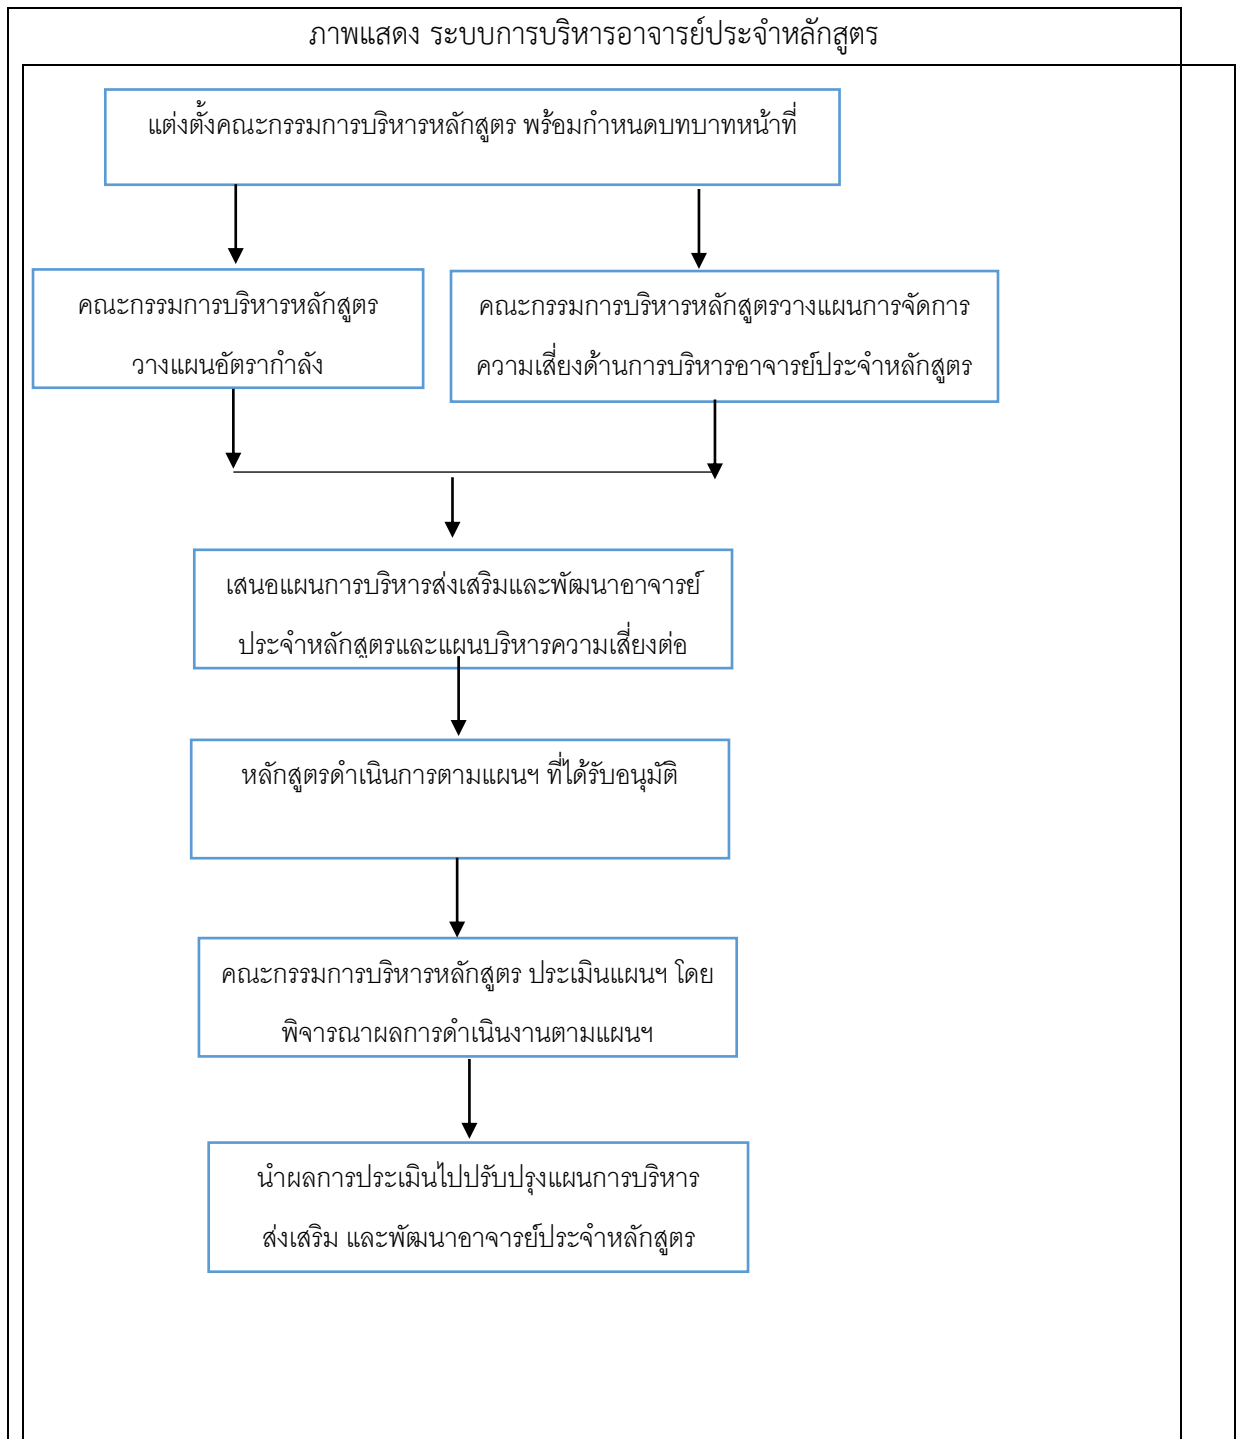 ภาพแสดง ระบบการบริหารอาจารย์ประจำหลักสูตร
แต่งตั้งคณะกรรมการบริหารหลักสูตร พร้อมกำหนดบทบาทหน้าที่
คณะกรรมการบริหารหลักสูตร
วางแผนอัตรากำลัง
คณะกรรมการบริหารหลักสูตรวางแผนการจัดการ
ความเสี่ยงด้านการบริหารอาจารย์ประจำหลักสูตร
เสนอแผนการบริหารส่งเสริมและพัฒนาอาจารย์
ประจำหลักสูตรและแผนบริหารความเสี่ยงต่อ
หลักสูตรดำเนินการตามแผนฯ ที่ได้รับอนุมัติ
คณะกรรมการบริหารหลักสูตร ประเมินแผนฯ โดย
พิจารณาผลการดำเนินงานตามแผนฯ
นำผลการประเมินไปปรับปรุงแผนการบริหาร
ส่งเสริม และพัฒนาอาจารย์ประจำหลักสูตร